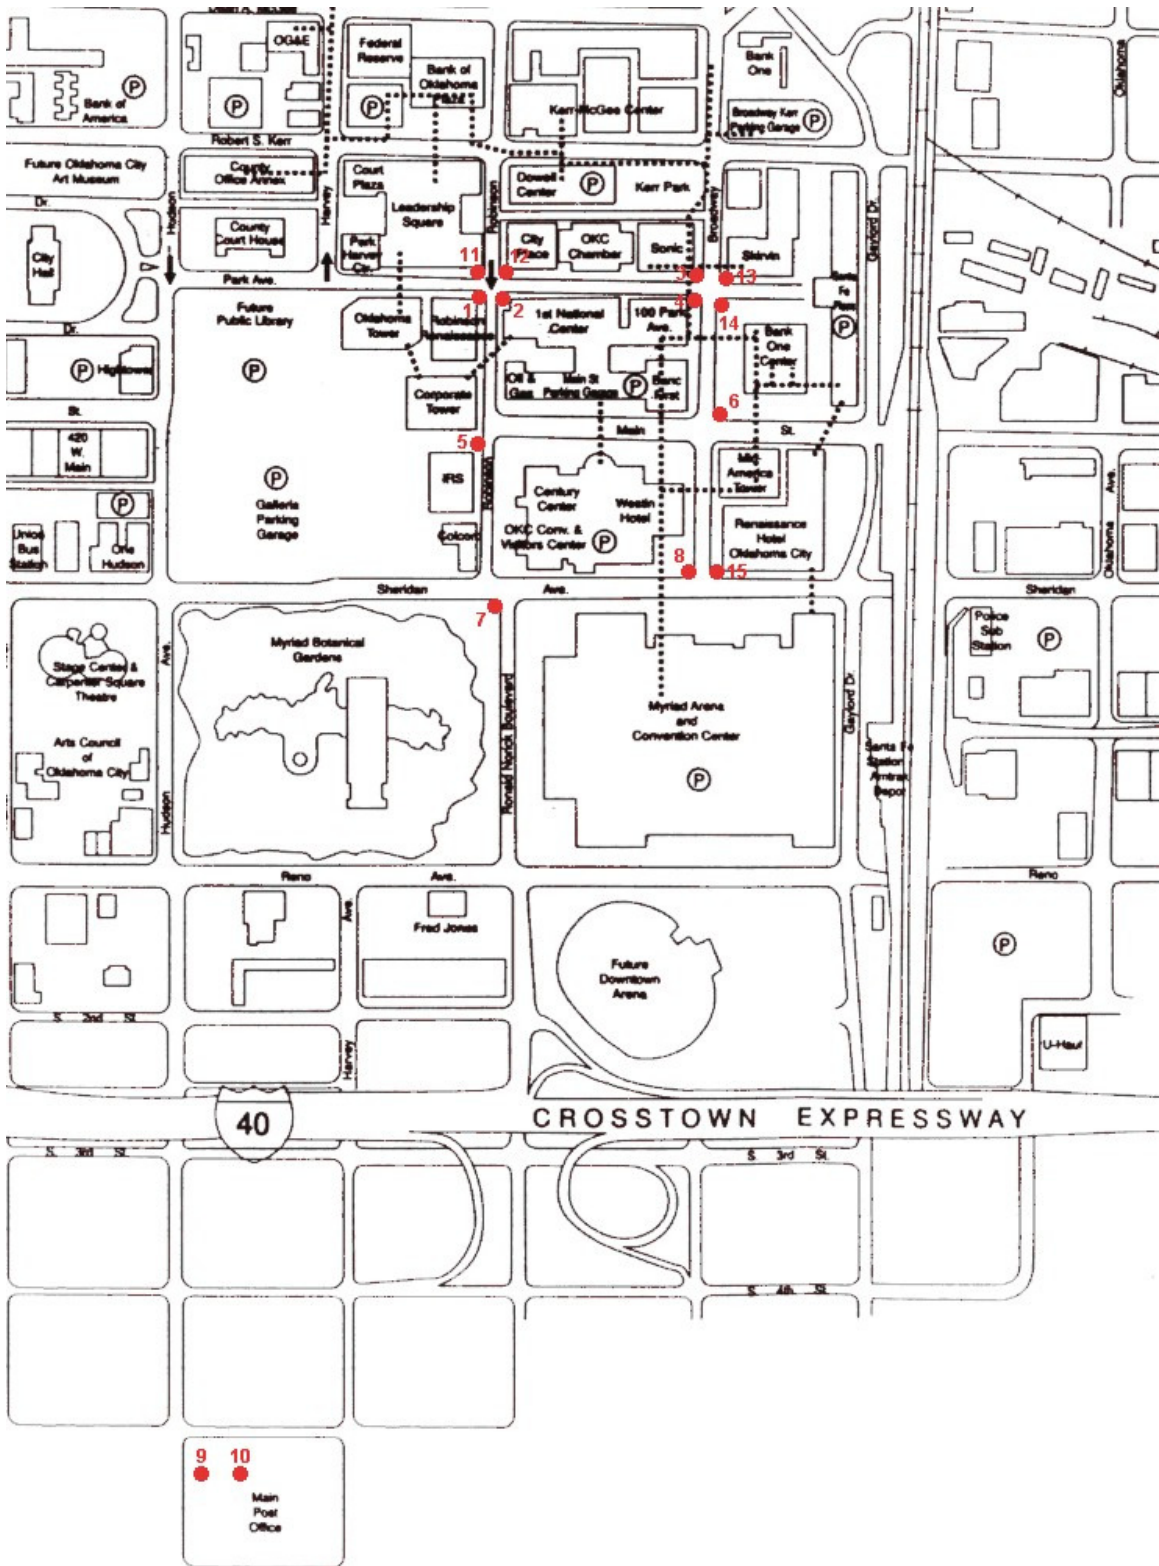 OG&E
Federal
Reserve
Bank of
Oklahoma
Plaza
Kerr-McGee Center
Bank
One
Broadway Kerr
Parking Garage
P
P
P
P
Bank of
America
Oklahoma
Robert S. Kerr
Future Oklahoma City
Art Museum
County
Office Annex
Court
Plaza
Dowell
Center
P
Kerr Park
Dr.
Hudson
Harvey
Leadership
Square
Robinson
Broadway
Gaylord Dr.
City
Hall
County
Court House
Park
Harvey
Ctr.
City
Place
OKC
Chamber
Sonic
Skirvin
11
12
3
13
Park Ave.
Santa
Fe
Plaza
P
Dr.
Future
Public Library
Oklahoma
Tower
Robinson
Renaissance
1
2
1st National
Center
100 Park
Ave.
4
14
Bank
One
Center
P
Hightower
P
Corporate
Tower
Oil &
Gas
Main St
Parking Garage
P
Banc
First
6
St.
Main
St.
420
W.
Main
5
Robinson
IRS
Century
Center
Westin
Hotel
Mid-
America
Tower
P
P
Galleria
Parking
Garage
Union
Bus
Station
One
Hudson
Colcord
OKC Conv. &
Visitors Center
P
Renaissance
Hotel
Oklahoma City
Ave.
Oklahoma
8
15
Sheridan
Ave.
Sheridan
7
Myriad Botanical
Gardens
Police
Sub
Station
P
Stage Center &
Carpenter Square
Theatre
Ave.
Hudson
Ronald Norick Boulevard
Myriad Arena
and
Convention Center
P
Gaylord Dr.
Arts Council
of
Oklahoma City
Santa Fe
Station
Amtrak
Depot
Reno
Ave.
Reno
Ave.
Harvey
Fred Jones
Future
Downtown
Arena
P
S. 2nd St.
U-Haul
40
CROSSTOWN EXPRESSWAY
S. 3rd St.
S. 3rd St.
S. 4th St.
9
10
Main
Post
Office